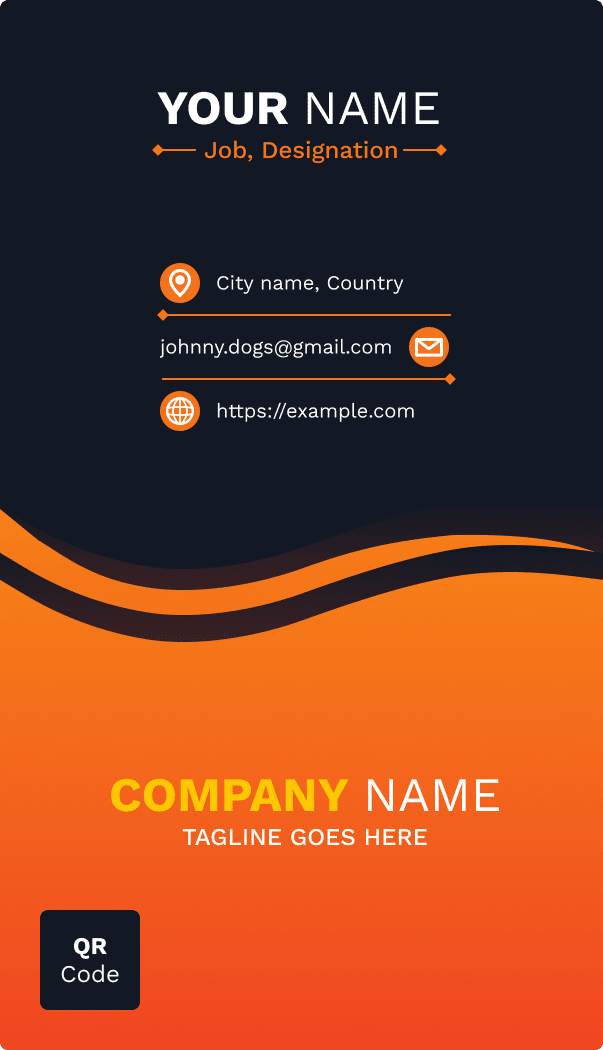 YOUR NAME
Job, Designation
City name, Country
johnny.dogs@gmail.com
https://example.com
COMPANY NAME
TAGLINE GOES HERE
QR
Code